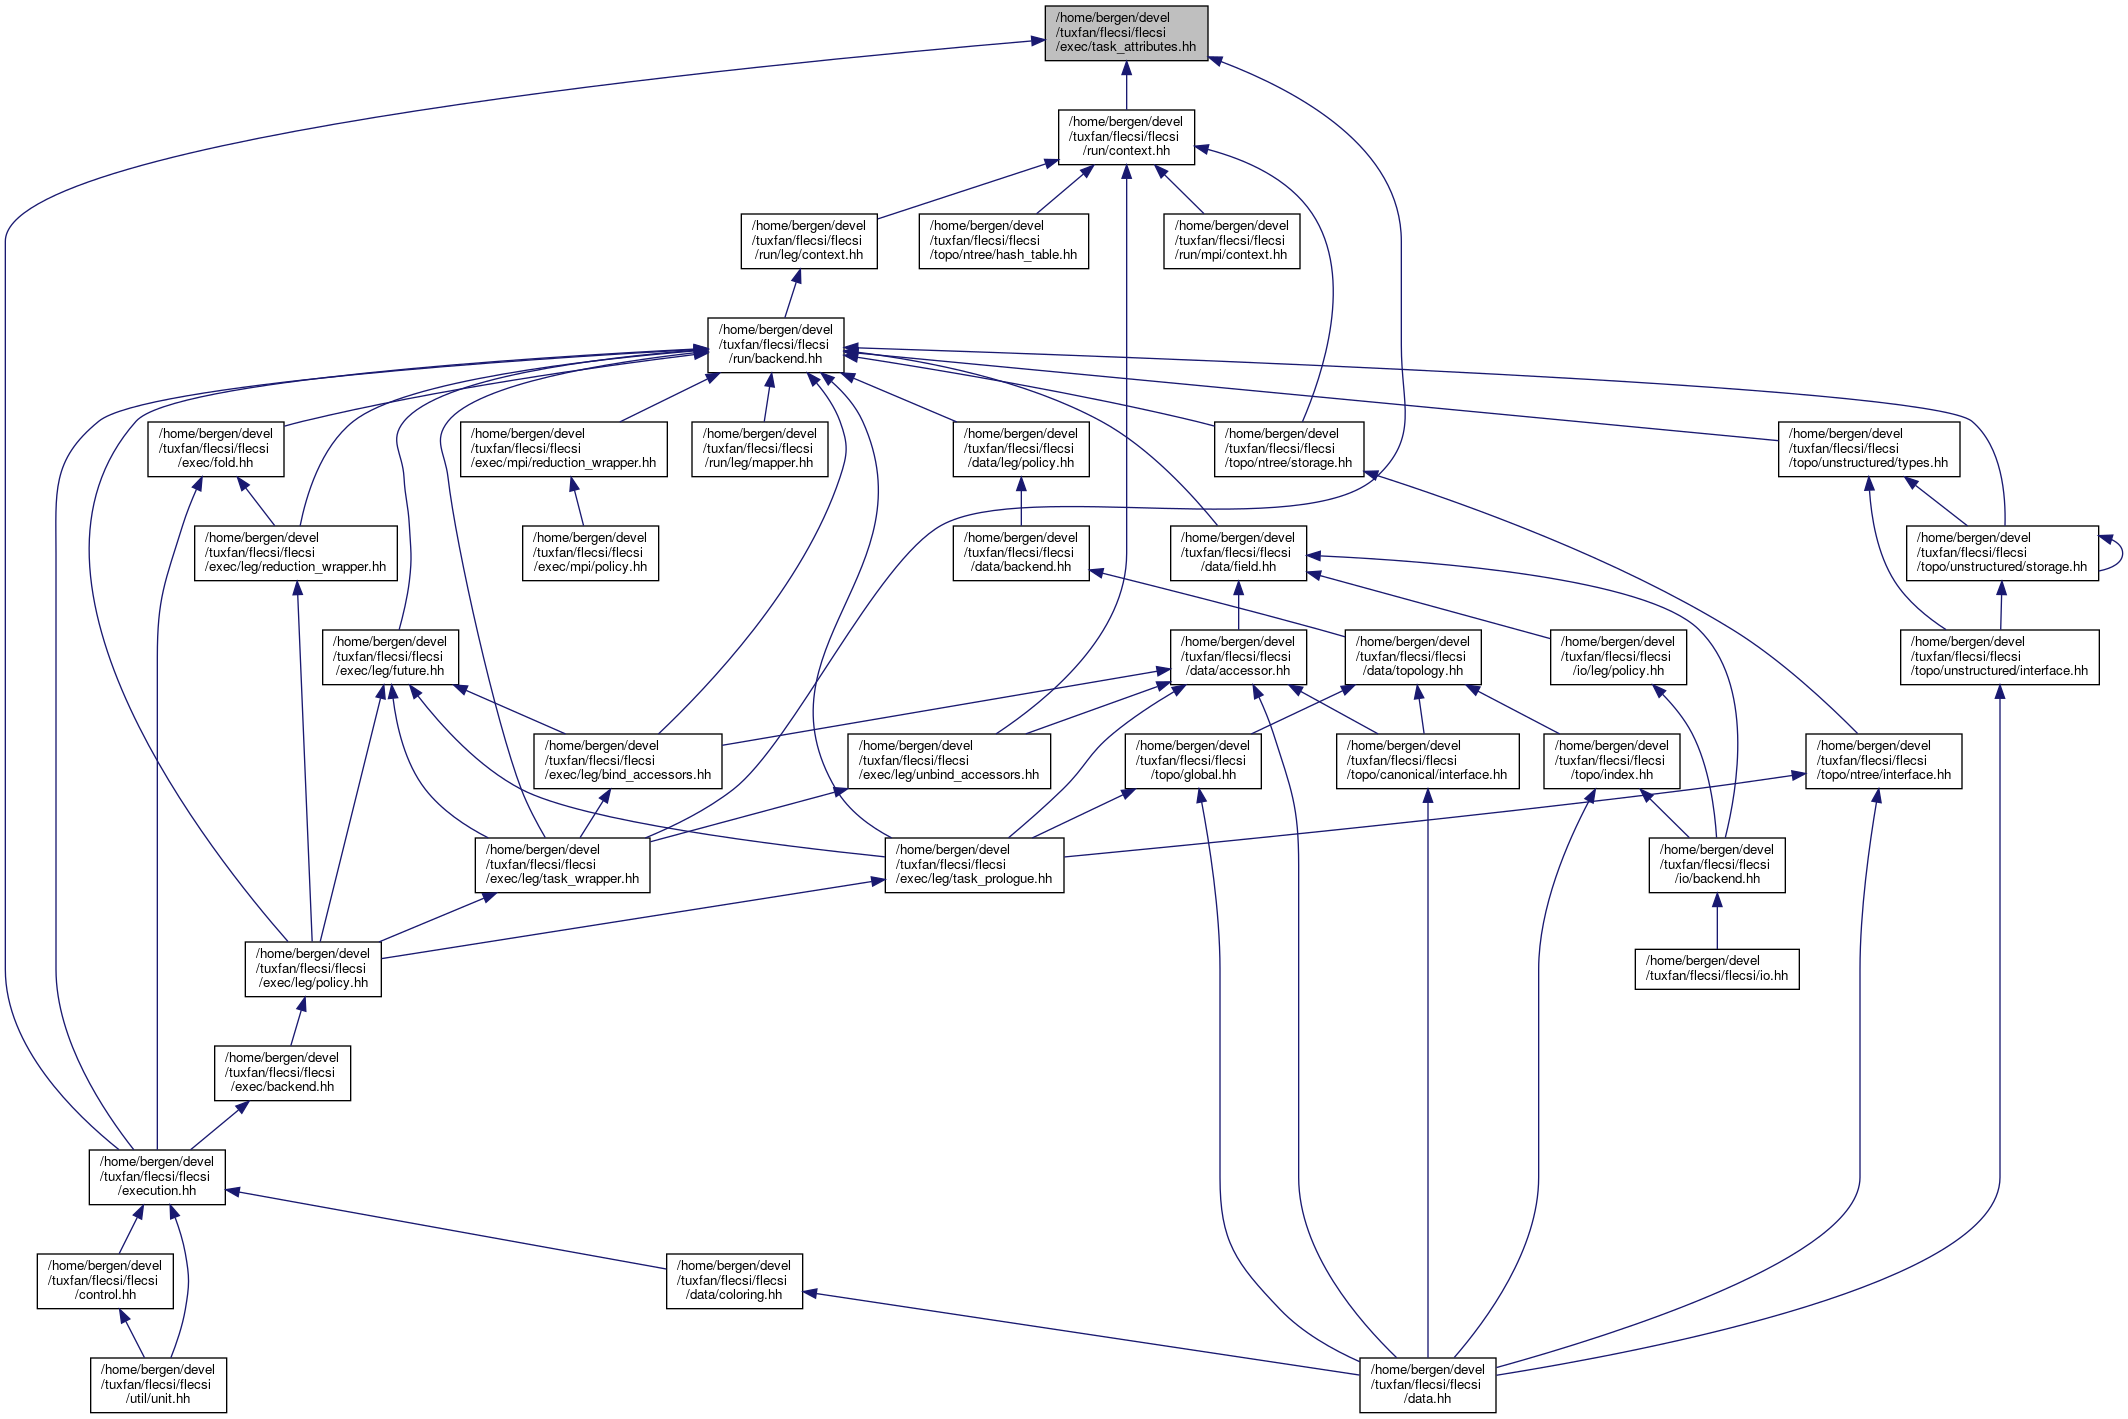 /home/bergen/devel
/tuxfan/flecsi/flecsi
/exec/task_attributes.hh
/home/bergen/devel
/tuxfan/flecsi/flecsi
/run/context.hh
/home/bergen/devel
/tuxfan/flecsi/flecsi
/run/leg/context.hh
/home/bergen/devel
/tuxfan/flecsi/flecsi
/topo/ntree/hash_table.hh
/home/bergen/devel
/tuxfan/flecsi/flecsi
/run/mpi/context.hh
/home/bergen/devel
/tuxfan/flecsi/flecsi
/run/backend.hh
/home/bergen/devel
/tuxfan/flecsi/flecsi
/exec/fold.hh
/home/bergen/devel
/tuxfan/flecsi/flecsi
/exec/mpi/reduction_wrapper.hh
/home/bergen/devel
/tuxfan/flecsi/flecsi
/run/leg/mapper.hh
/home/bergen/devel
/tuxfan/flecsi/flecsi
/data/leg/policy.hh
/home/bergen/devel
/tuxfan/flecsi/flecsi
/topo/ntree/storage.hh
/home/bergen/devel
/tuxfan/flecsi/flecsi
/topo/unstructured/types.hh
/home/bergen/devel
/tuxfan/flecsi/flecsi
/exec/leg/reduction_wrapper.hh
/home/bergen/devel
/tuxfan/flecsi/flecsi
/exec/mpi/policy.hh
/home/bergen/devel
/tuxfan/flecsi/flecsi
/data/backend.hh
/home/bergen/devel
/tuxfan/flecsi/flecsi
/data/field.hh
/home/bergen/devel
/tuxfan/flecsi/flecsi
/topo/unstructured/storage.hh
/home/bergen/devel
/tuxfan/flecsi/flecsi
/exec/leg/future.hh
/home/bergen/devel
/tuxfan/flecsi/flecsi
/data/accessor.hh
/home/bergen/devel
/tuxfan/flecsi/flecsi
/data/topology.hh
/home/bergen/devel
/tuxfan/flecsi/flecsi
/io/leg/policy.hh
/home/bergen/devel
/tuxfan/flecsi/flecsi
/topo/unstructured/interface.hh
/home/bergen/devel
/tuxfan/flecsi/flecsi
/exec/leg/bind_accessors.hh
/home/bergen/devel
/tuxfan/flecsi/flecsi
/exec/leg/unbind_accessors.hh
/home/bergen/devel
/tuxfan/flecsi/flecsi
/topo/global.hh
/home/bergen/devel
/tuxfan/flecsi/flecsi
/topo/canonical/interface.hh
/home/bergen/devel
/tuxfan/flecsi/flecsi
/topo/index.hh
/home/bergen/devel
/tuxfan/flecsi/flecsi
/topo/ntree/interface.hh
/home/bergen/devel
/tuxfan/flecsi/flecsi
/exec/leg/task_wrapper.hh
/home/bergen/devel
/tuxfan/flecsi/flecsi
/exec/leg/task_prologue.hh
/home/bergen/devel
/tuxfan/flecsi/flecsi
/io/backend.hh
/home/bergen/devel
/tuxfan/flecsi/flecsi
/exec/leg/policy.hh
/home/bergen/devel
/tuxfan/flecsi/flecsi/io.hh
/home/bergen/devel
/tuxfan/flecsi/flecsi
/exec/backend.hh
/home/bergen/devel
/tuxfan/flecsi/flecsi
/execution.hh
/home/bergen/devel
/tuxfan/flecsi/flecsi
/control.hh
/home/bergen/devel
/tuxfan/flecsi/flecsi
/data/coloring.hh
/home/bergen/devel
/tuxfan/flecsi/flecsi
/util/unit.hh
/home/bergen/devel
/tuxfan/flecsi/flecsi
/data.hh